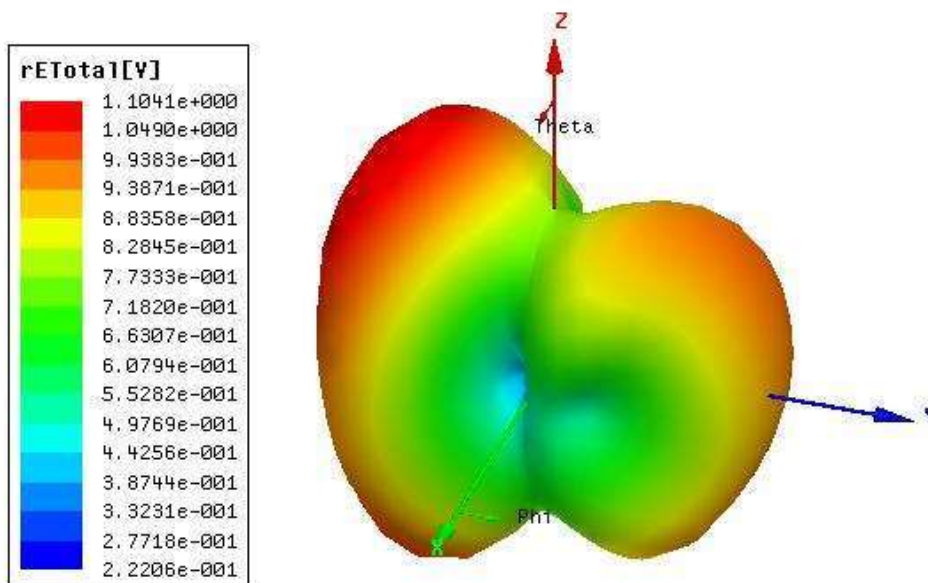 rETotal[V]
1.1041e+000
1.0490e+000
9.9383e-001
9.3871e-001
8.8358e-001
8.2845e-001
7.7333e-001
7.1820e-001
6.6307e-001
6.0794e-001
5.5282e-001
4.9769e-001
4.4256e-001
3.8744e-001
3.3231e-001
2.7718e-001
2.2206e-001
Z
Theta
Phi
X